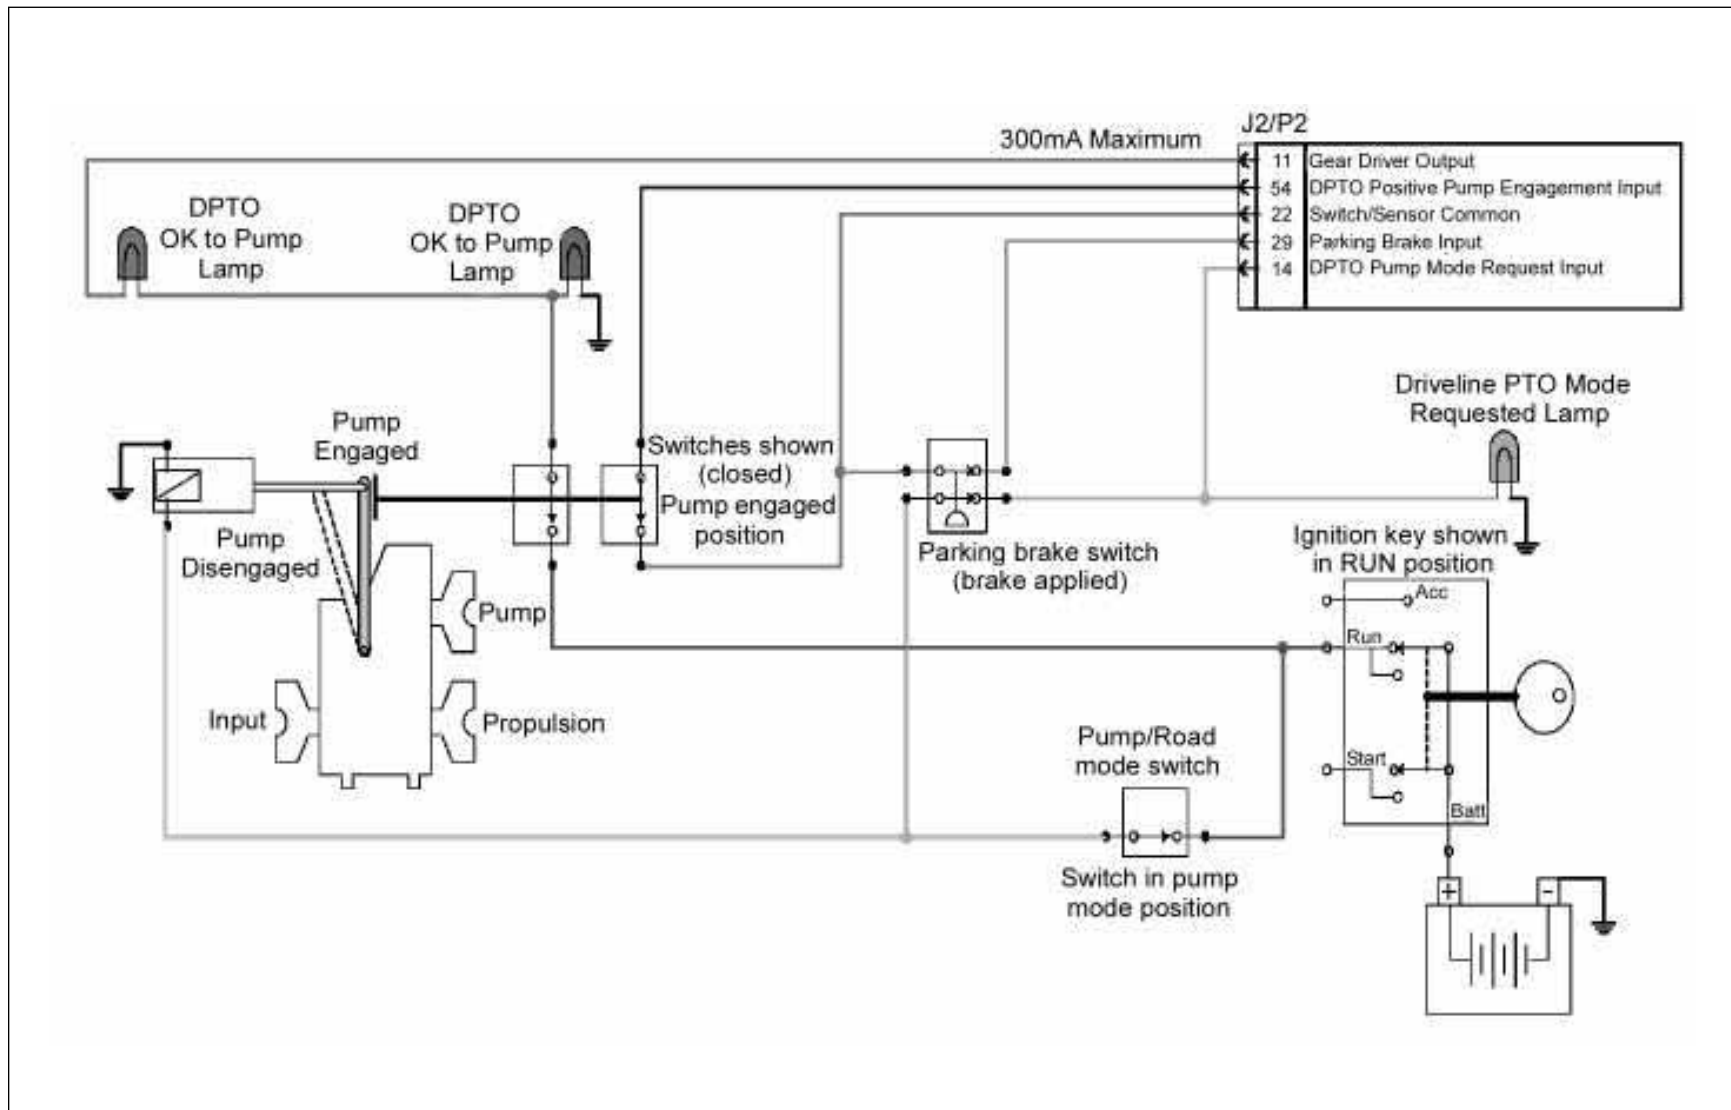 J2/P2
300mA Maximum
11 Gear Driver Output
54 DPTO Positive Pump Engagement Input
22 Switch/Sensor Common
29 Parking Brake Input
14 DPTO Pump Mode Request Input
DPTO
OK to Pump
Lamp
DPTO
OK to Pump
Lamp
Driveline PTO Mode
Requested Lamp
Pump
Engaged
Switches shown
(closed)
Pump engaged
position
Pump
Disengaged
Parking brake switch
(brake applied)
Ignition key shown
in RUN position
Acc
Run
Start
Batt
Pump
Input
Propulsion
Pump/Road
mode switch
Switch in pump
mode position
+ -